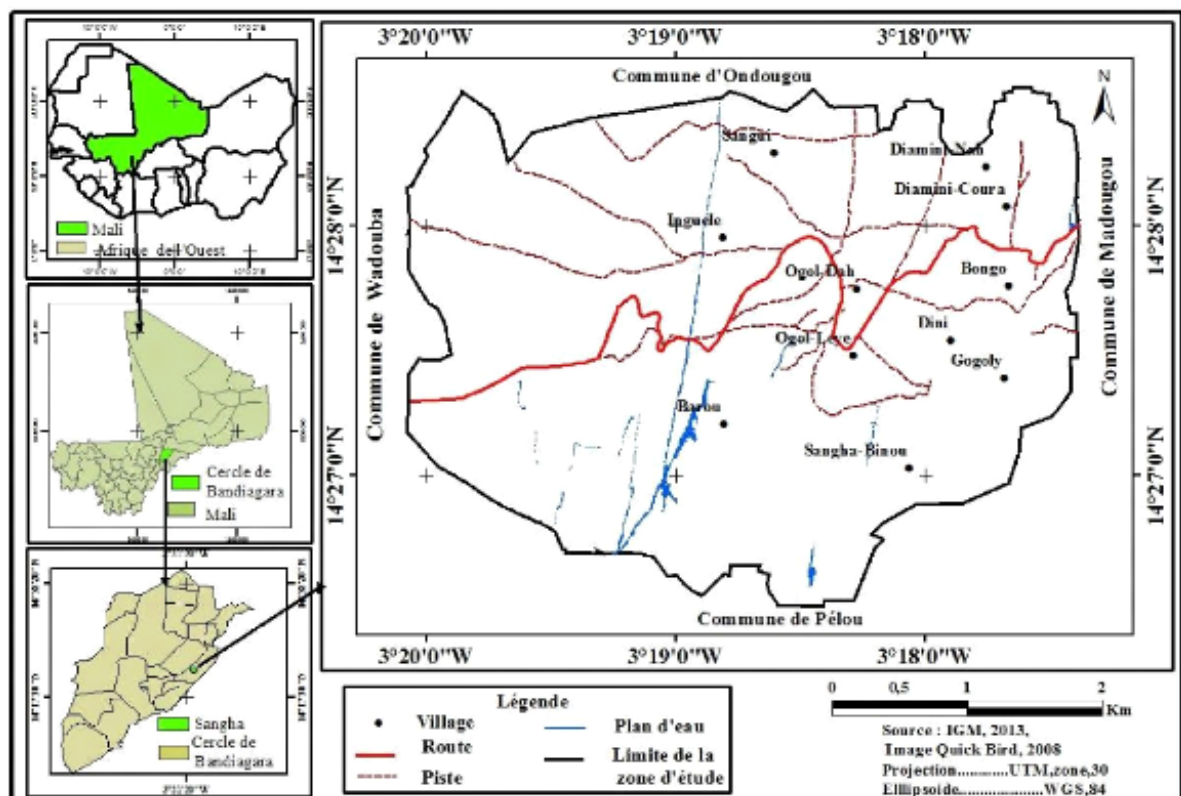 Mali
Afrique de l'Ouest
Cercle de
Bandiagara
Mali
Sangha
Cercle de
Bandiagara
3°20'0"W
3°19'0"W
3°18'0"W
Commune d'Ondougou
N
Sangui
Diamini-Nah
Diamini-Coura
14°28'0"N
14°28'0"N
Inguele
Ogol-Dah
Bongo
Commune de Wadouba
Commune de Madougou
Dini
Ogol-Leye
Gogoly
Barou
Sangha-Binou
14°27'0"N
14°27'0"N
Commune de Pélou
3°20'0"W
3°19'0"W
3°18'0"W
Légende
Village
Route
Piste
Plan d'eau
Límite de la
zone d'étude
0 0,5 1 2
Km
Source : IGM, 2013,
Image Quick Bird, 2008
Projection............UTM,zone,30
Elllipsoide.....................WGS,84